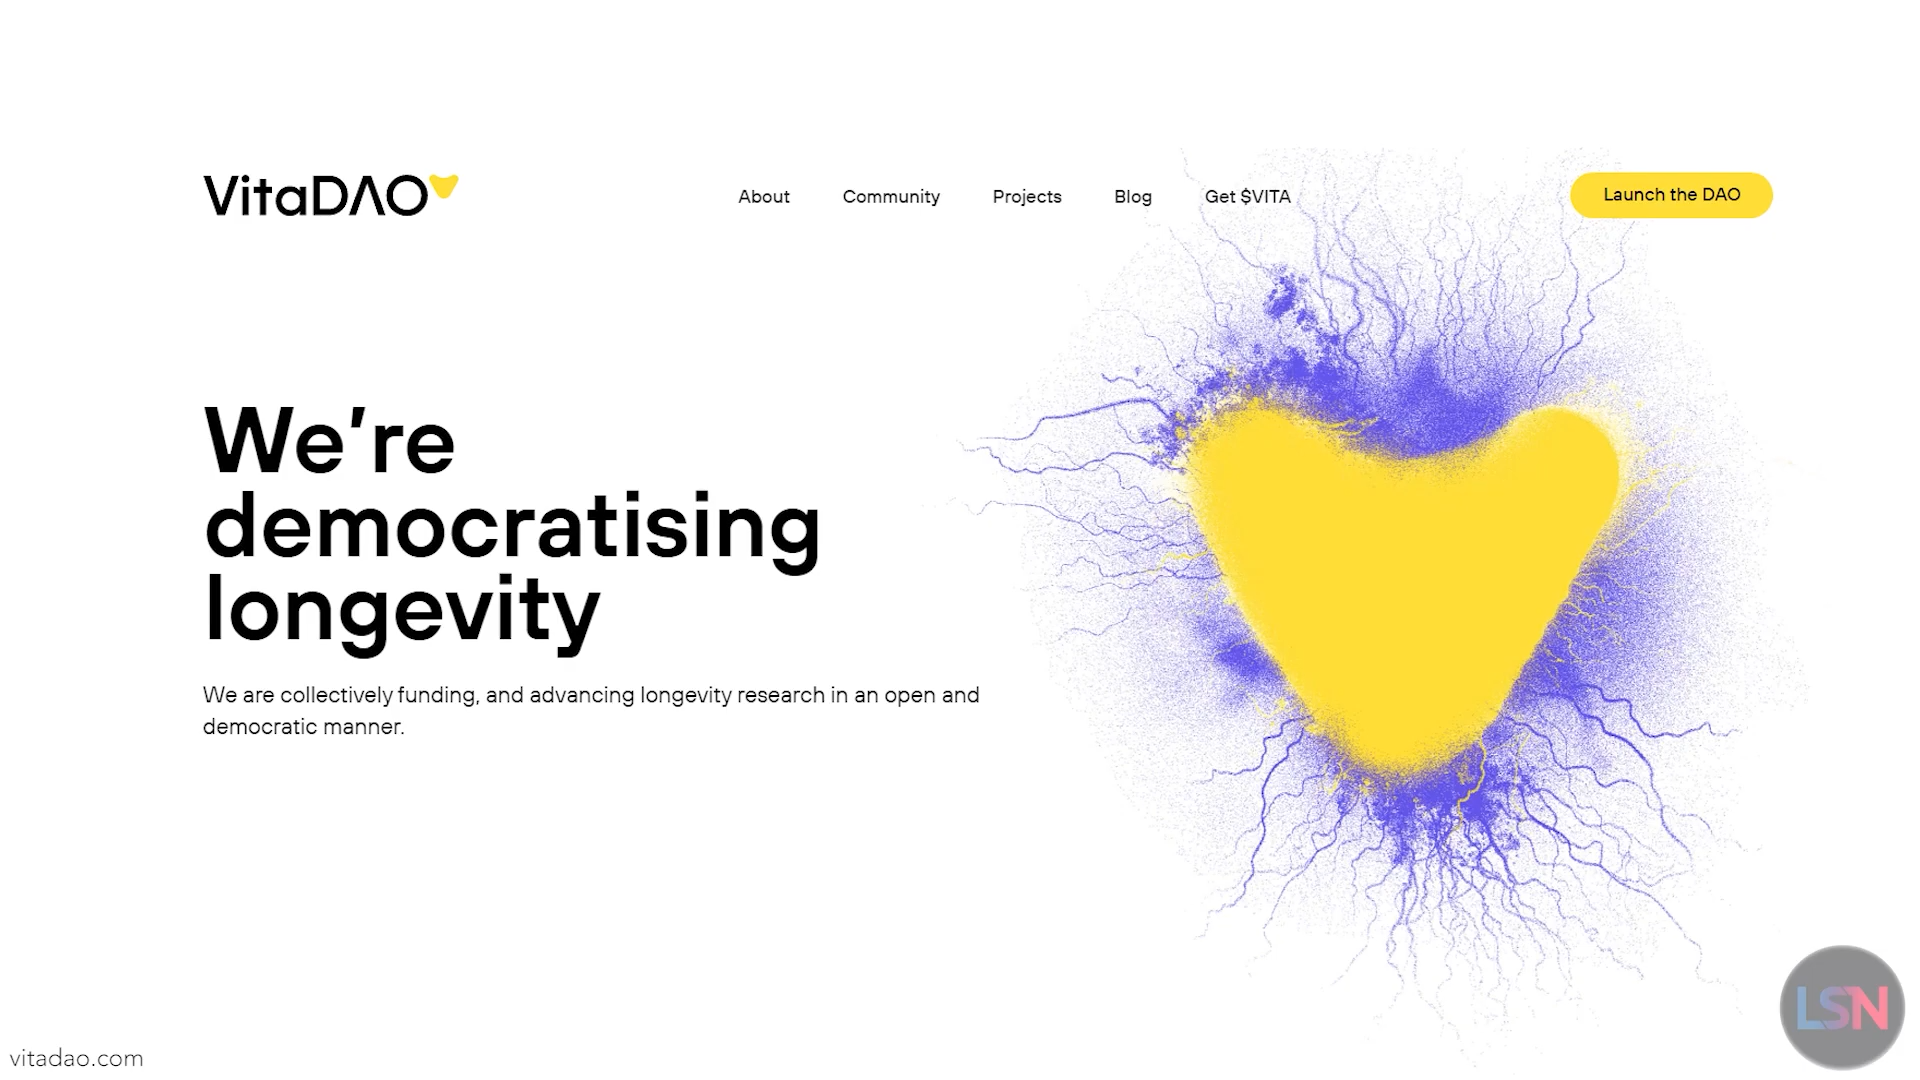 VitaDAO
About Community Projects Blog Get $VITA
Launch the DAO
We're
democratising
longevity
We are collectively funding, and advancing longevity research in an open and
democratic manner.
vitadao.com
LSN